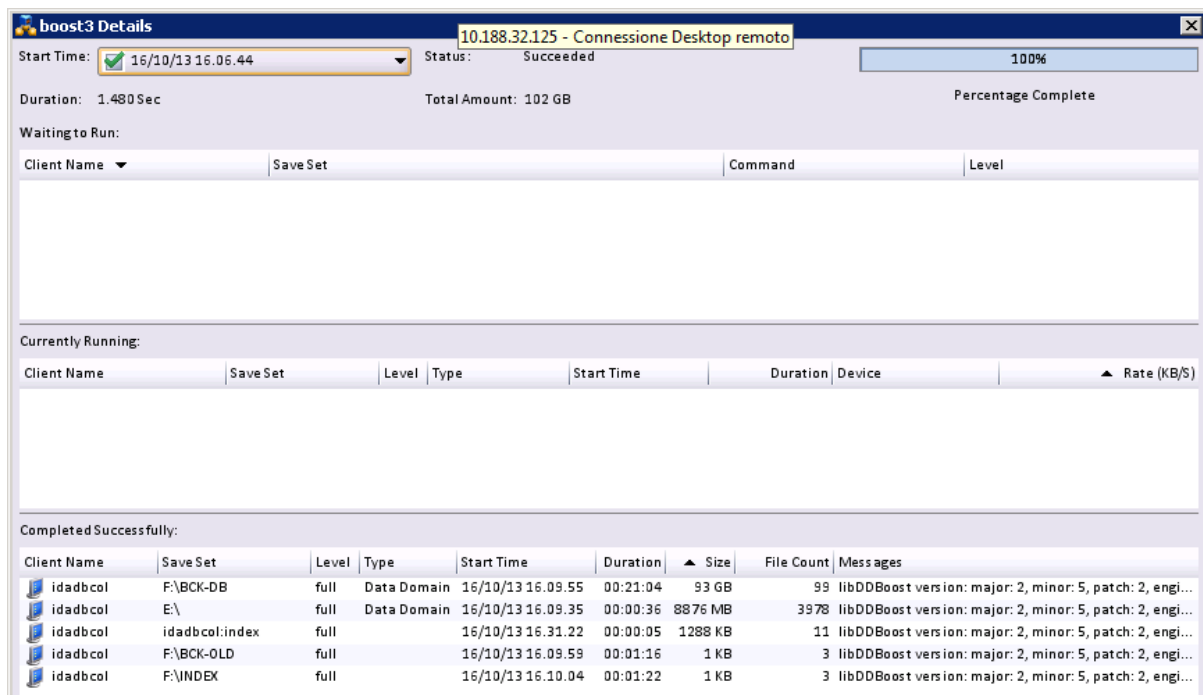 boost3 Details
10.188.32.125 - Connessione Desktop remoto
Start Time: 16/10/13 16.06.44 Status: Succeeded 100%
Duration: 1.480 Sec Total Amount: 102 GB Percentage Complete
Waiting to Run:
Client Name Save Set Command Level
Currently Running:
Client Name Save Set Level Type Start Time Duration Device Rate (KB/S)
Completed Successfully:
Client Name Save Set Level Type Start Time Duration Size File Count Messages
idadbcol F:\BCK-DB full Data Domain 16/10/13 16.09.55 00:21:04 93 GB 99 libDDBoost version: major: 2, minor: 5, patch: 2, engi...
idadbcol E:\ full Data Domain 16/10/13 16.09.35 00:00:36 8876 MB 3978 libDDBoost version: major: 2, minor: 5, patch: 2, engi...
idadbcol idadbcol:index full 16/10/13 16.31.22 00:00:05 1288 KB 11 libDDBoost version: major: 2, minor: 5, patch: 2, engi...
idadbcol F:\BCK-OLD full 16/10/13 16.09.59 00:01:16 1 KB 3 libDDBoost version: major: 2, minor: 5, patch: 2, engi...
idadbcol F:\INDEX full 16/10/13 16.10.04 00:01:22 1 KB 3 libDDBoost version: major: 2, minor: 5, patch: 2, engi...